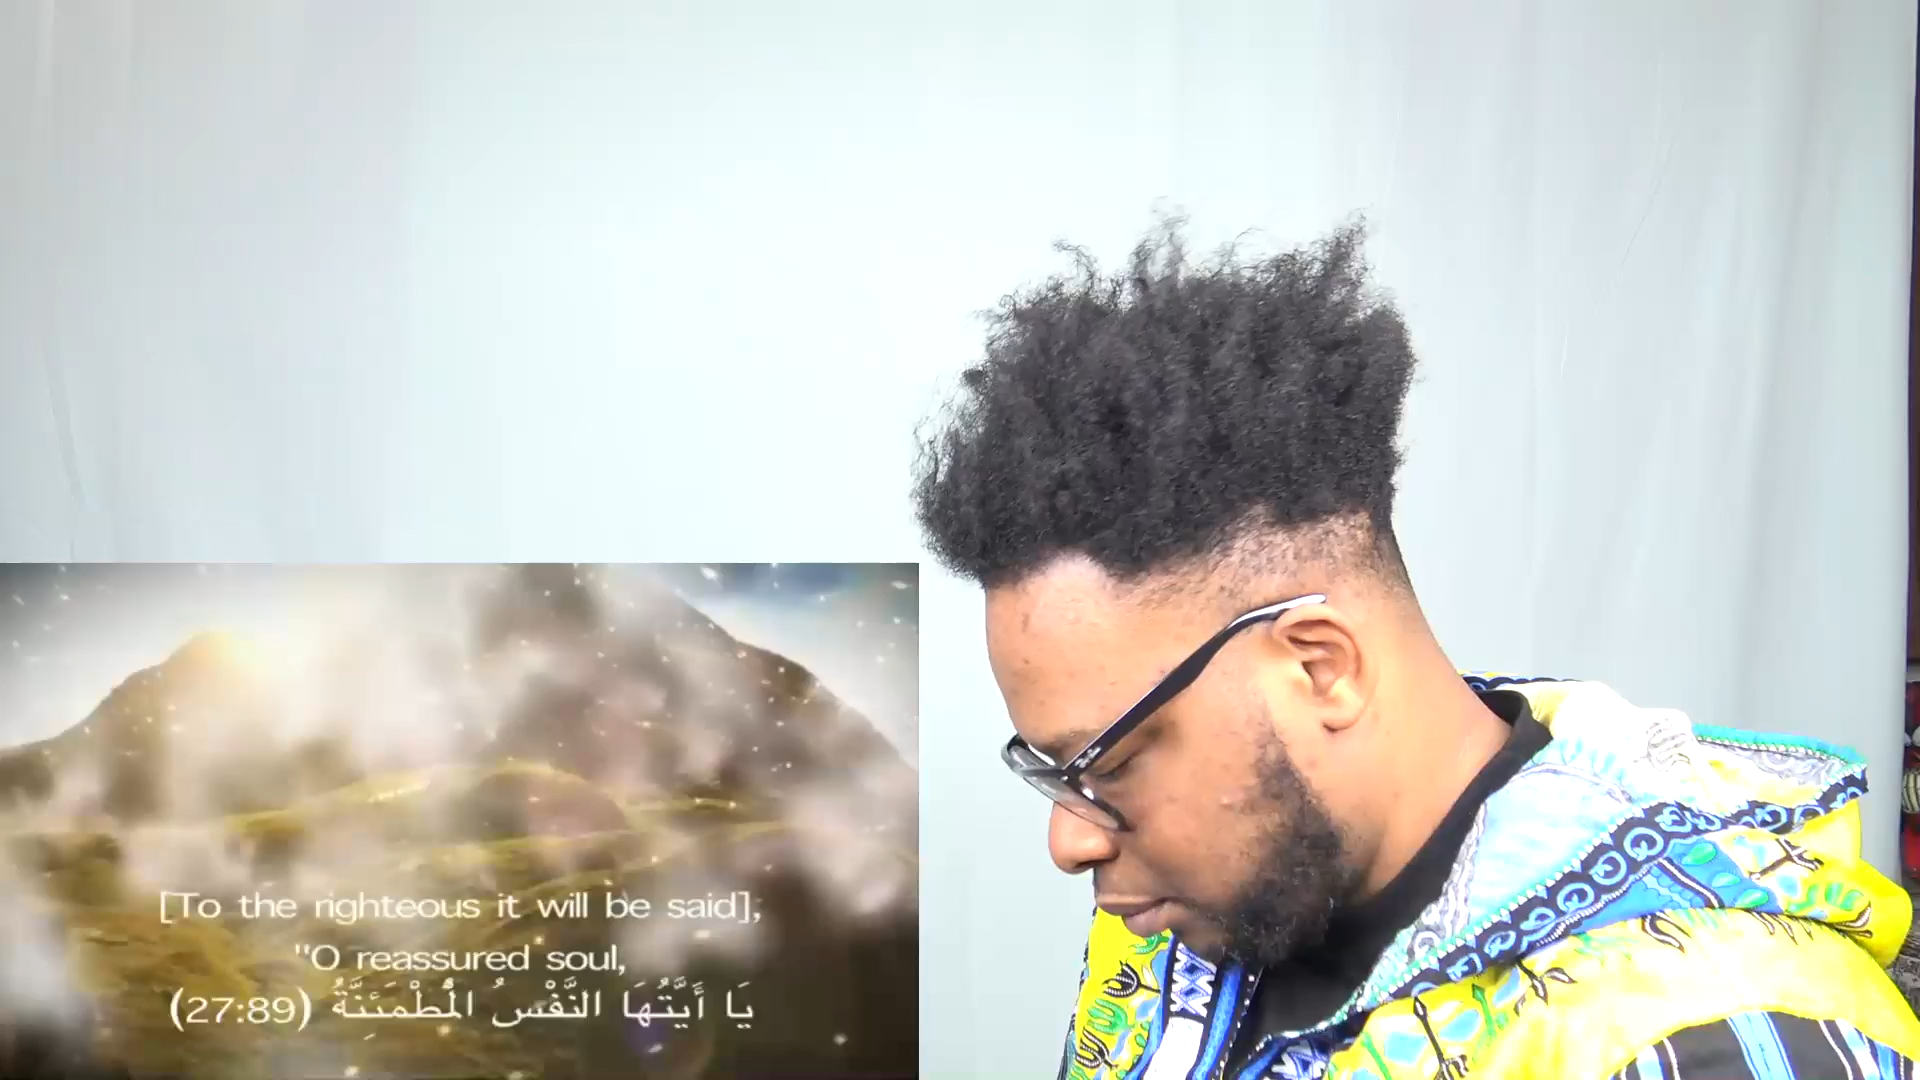 [To the righteous it will be said],
"O reassured soul,
يَا أَيَّتُهَا النَّفْسُ الْمُطْمَئِنَّةُ (27:89)